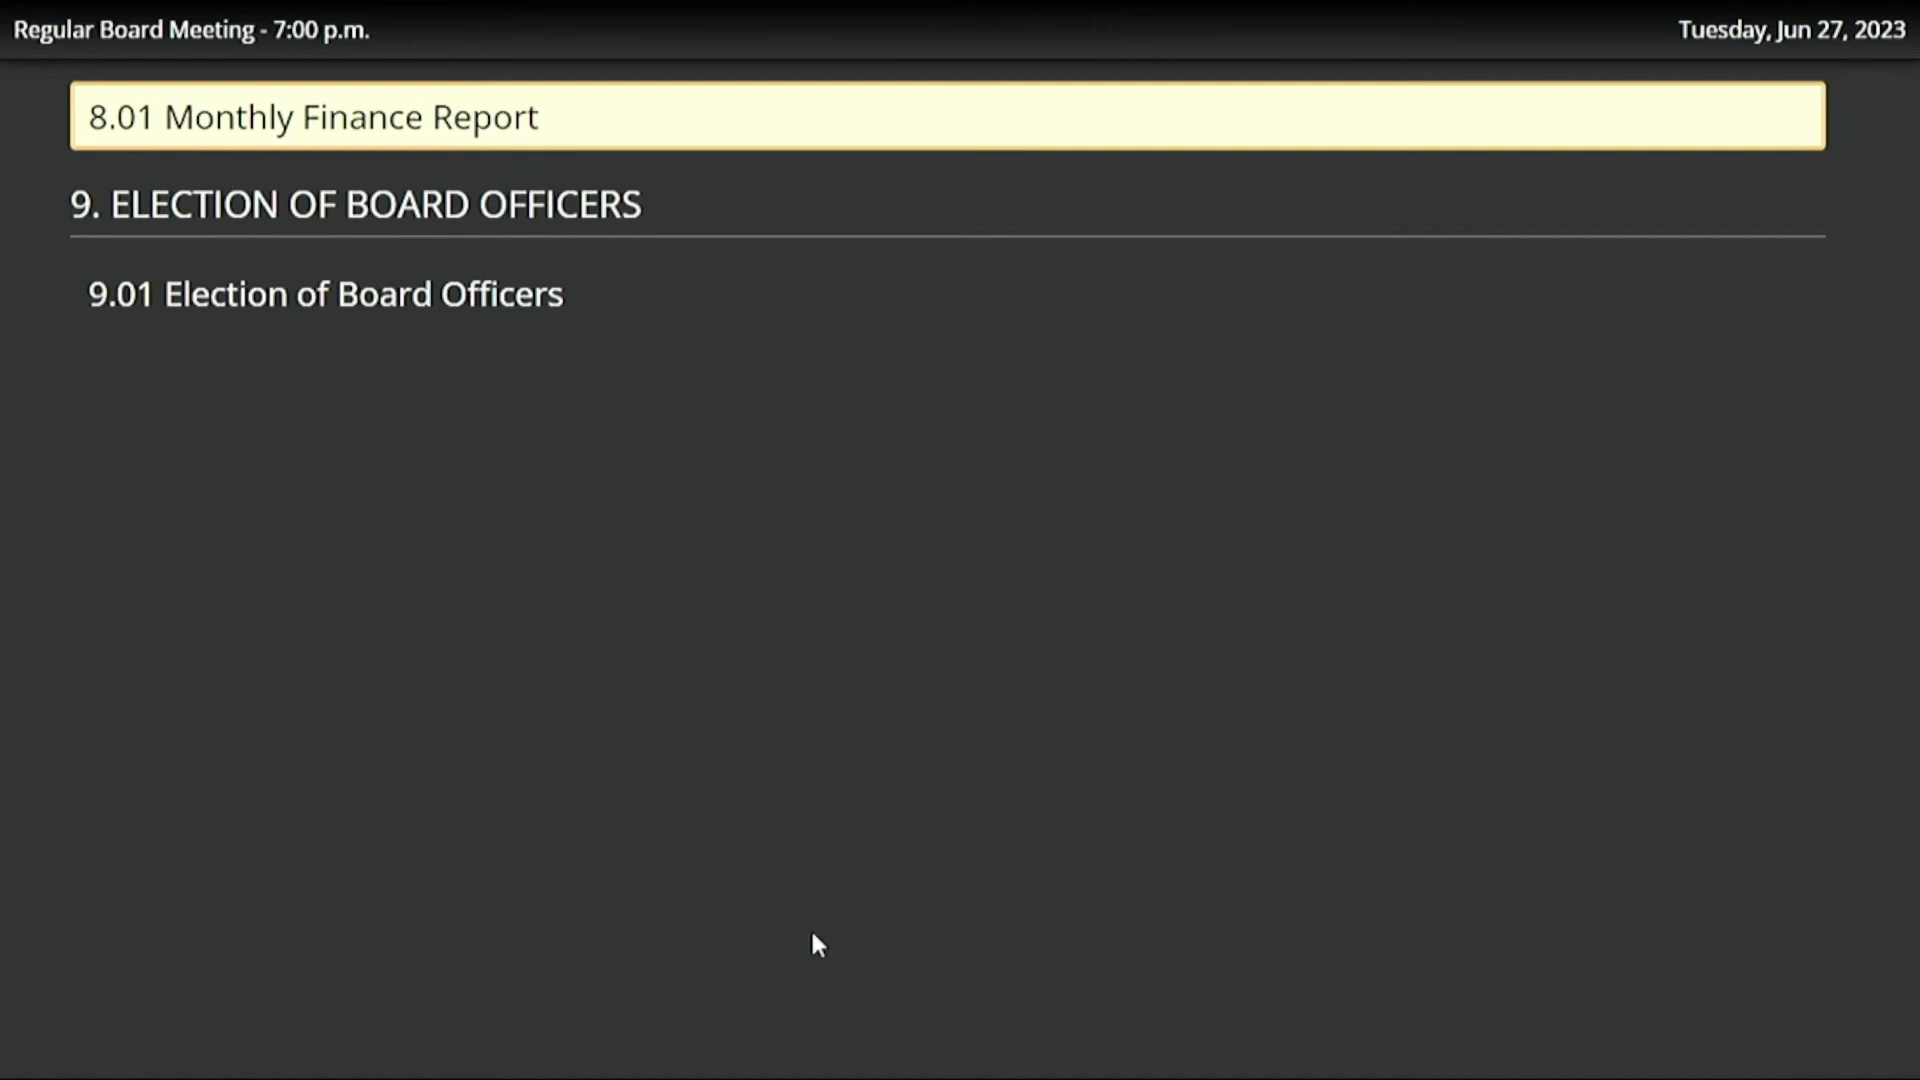 Regular Board Meeting - 7:00 p.m.
Tuesday, Jun 27, 2023
8.01 Monthly Finance Report
9. ELECTION OF BOARD OFFICERS
9.01 Election of Board Officers